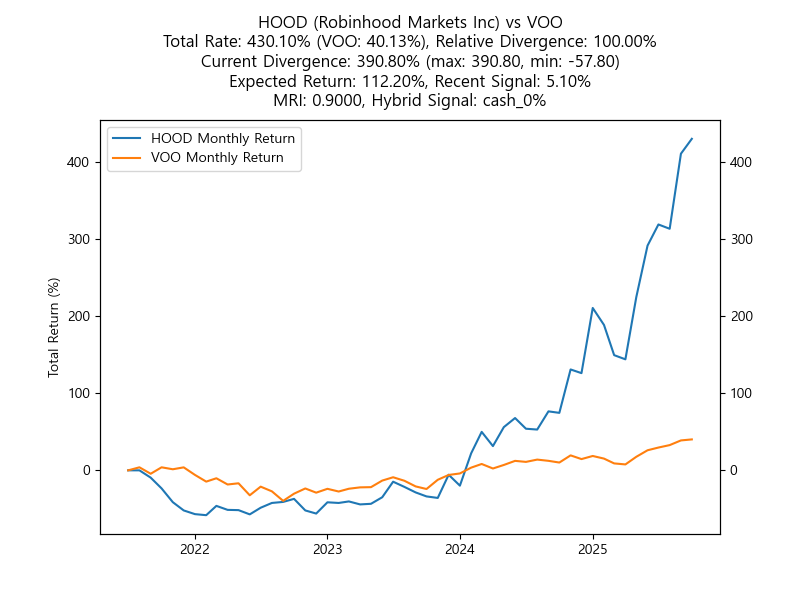 HOOD (Robinhood Markets Inc) vs VOO
Total Rate: 430.10% (VOO: 40.13%), Relative Divergence: 100.00%
Current Divergence: 390.80% (max: 390.80, min: -57.80)
Expected Return: 112.20%, Recent Signal: 5.10%
MRI: 0.9000, Hybrid Signal: cash_0%
HOOD Monthly Return
VOO Monthly Return
Total Return (%)
400
300
200
100
0
400
300
200
100
0
2022
2023
2024
2025